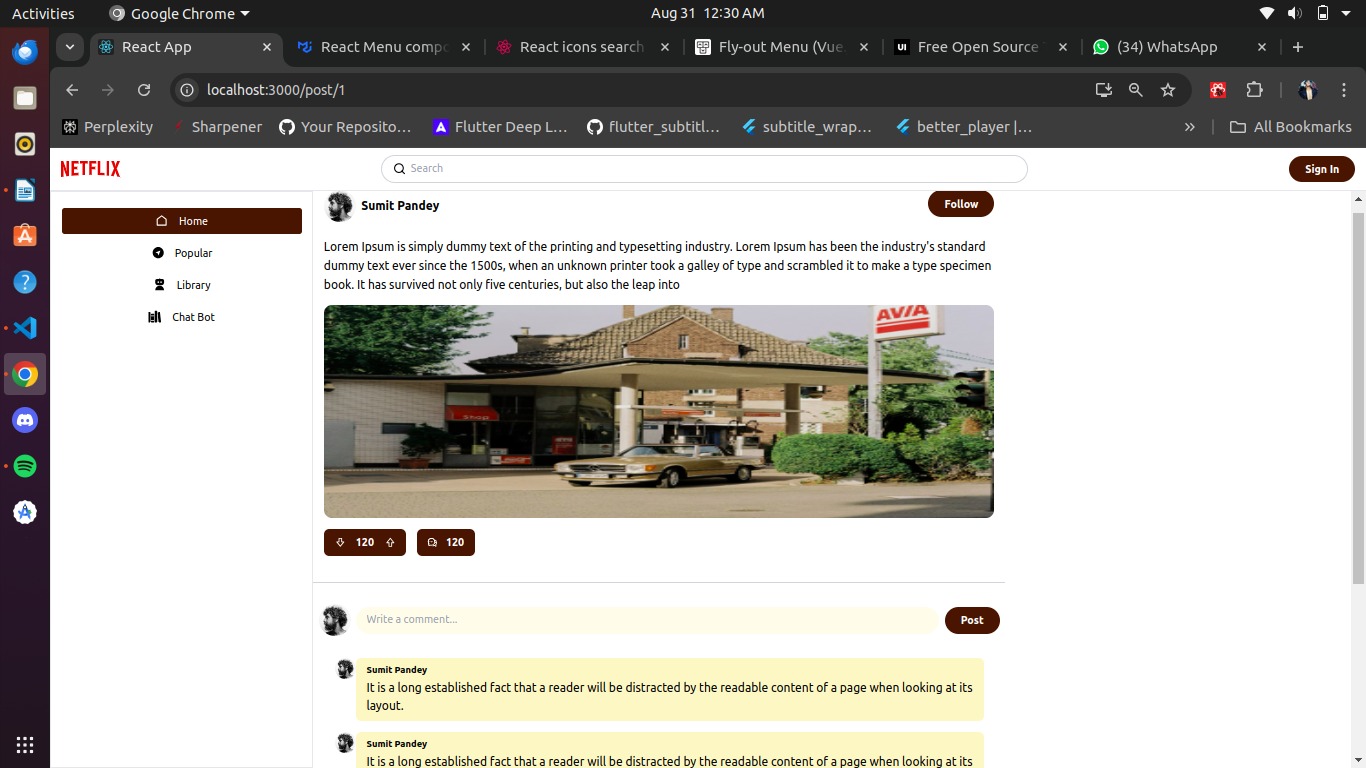 Activities
Google Chrome
Aug 31 12:30 AM
React App
React Menu compo
React icons search
Fly-out Menu (Vue.
Free Open Source
(34) WhatsApp
localhost:3000/post/1
Perplexity
Sharpener
Your Reposito...
Flutter Deep L...
flutter_subtitl...
subtitle_wrap...
better_player |...
All Bookmarks
NETFLIX
Search
Sign In
Home
Popular
Library
Chat Bot
Sumit Pandey
Follow
Lorem Ipsum is simply dummy text of the printing and typesetting industry. Lorem Ipsum has been the industry's standard
dummy text ever since the 1500s, when an unknown printer took a galley of type and scrambled it to make a type specimen
book. It has survived not only five centuries, but also the leap into
AVIA
Shop
120
120
Write a comment...
Post
Sumit Pandey
It is a long established fact that a reader will be distracted by the readable content of a page when looking at its
layout.
Sumit Pandey
It is a long established fact that a reader will be distracted by the readable content of a page when looking at its